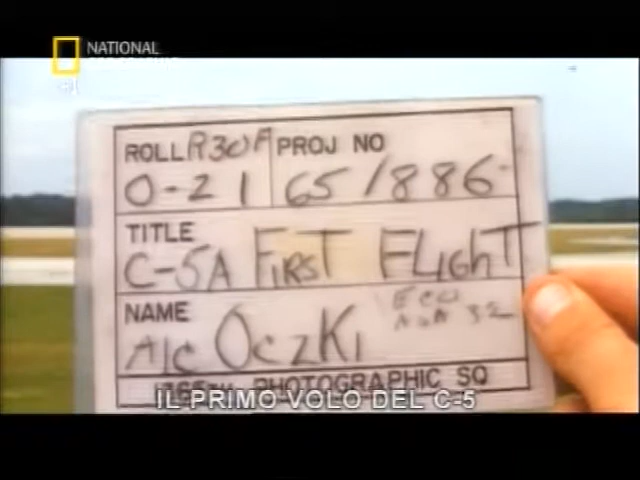 NATIONAL
ROLL R30A PROJ NO
0-21 65/886
TITLE
C-5A FIRST FLIGHT
NAME
A/C OCZKI
PHOTOGRAPHIC SQ
IL PRIMO VOLO DEL C-5